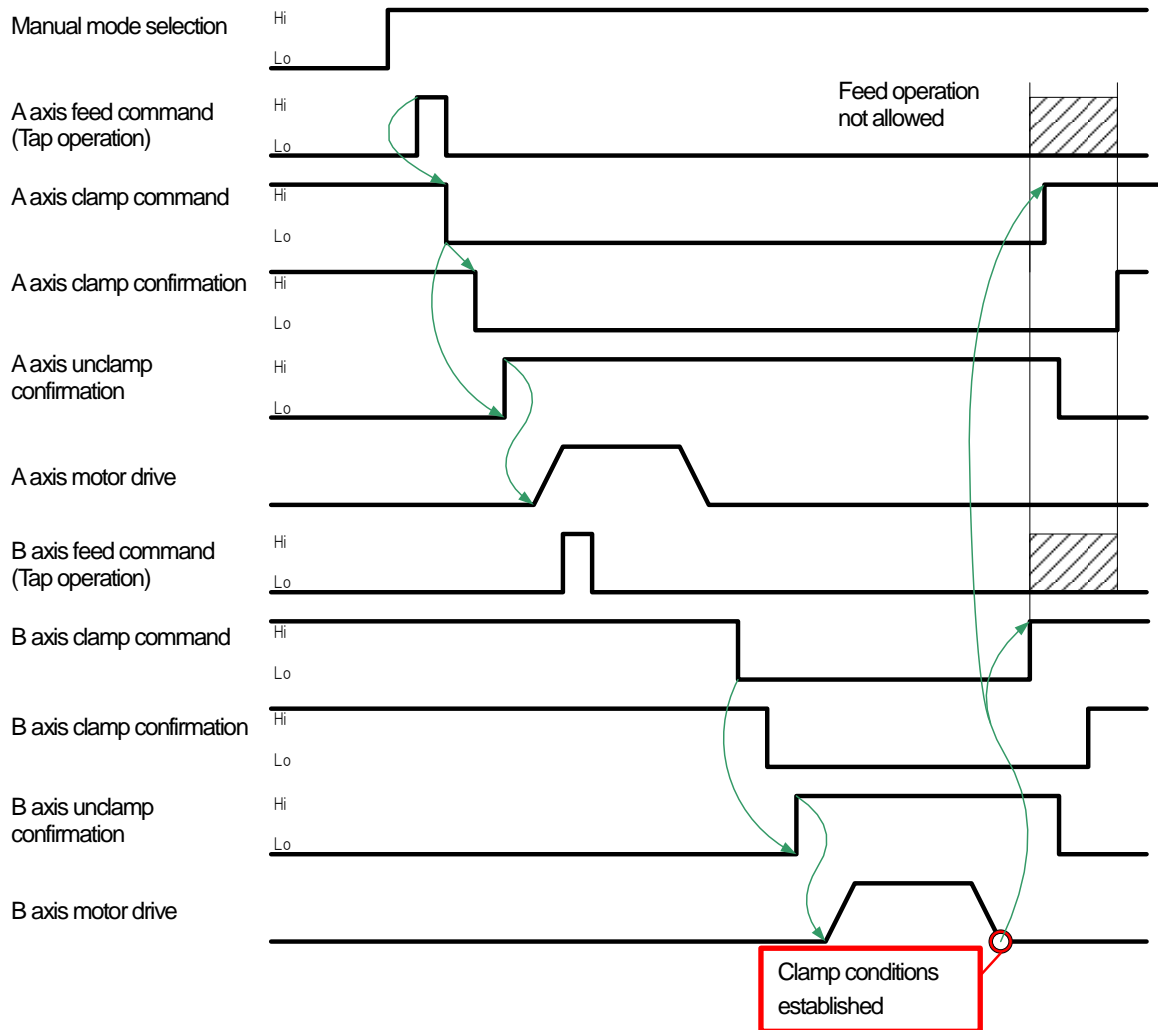 Manual mode selection
Hi
Lo
A axis feed command
(Tap operation)
Hi
Lo
Feed operation
not allowed
A axis clamp command
Hi
Lo
A axis clamp confirmation
Hi
Lo
A axis unclamp
confirmation
Hi
Lo
A axis motor drive
B axis feed command
(Tap operation)
Hi
Lo
B axis clamp command
Hi
Lo
B axis clamp confirmation
Hi
Lo
B axis unclamp
confirmation
Hi
Lo
B axis motor drive
Clamp conditions
established